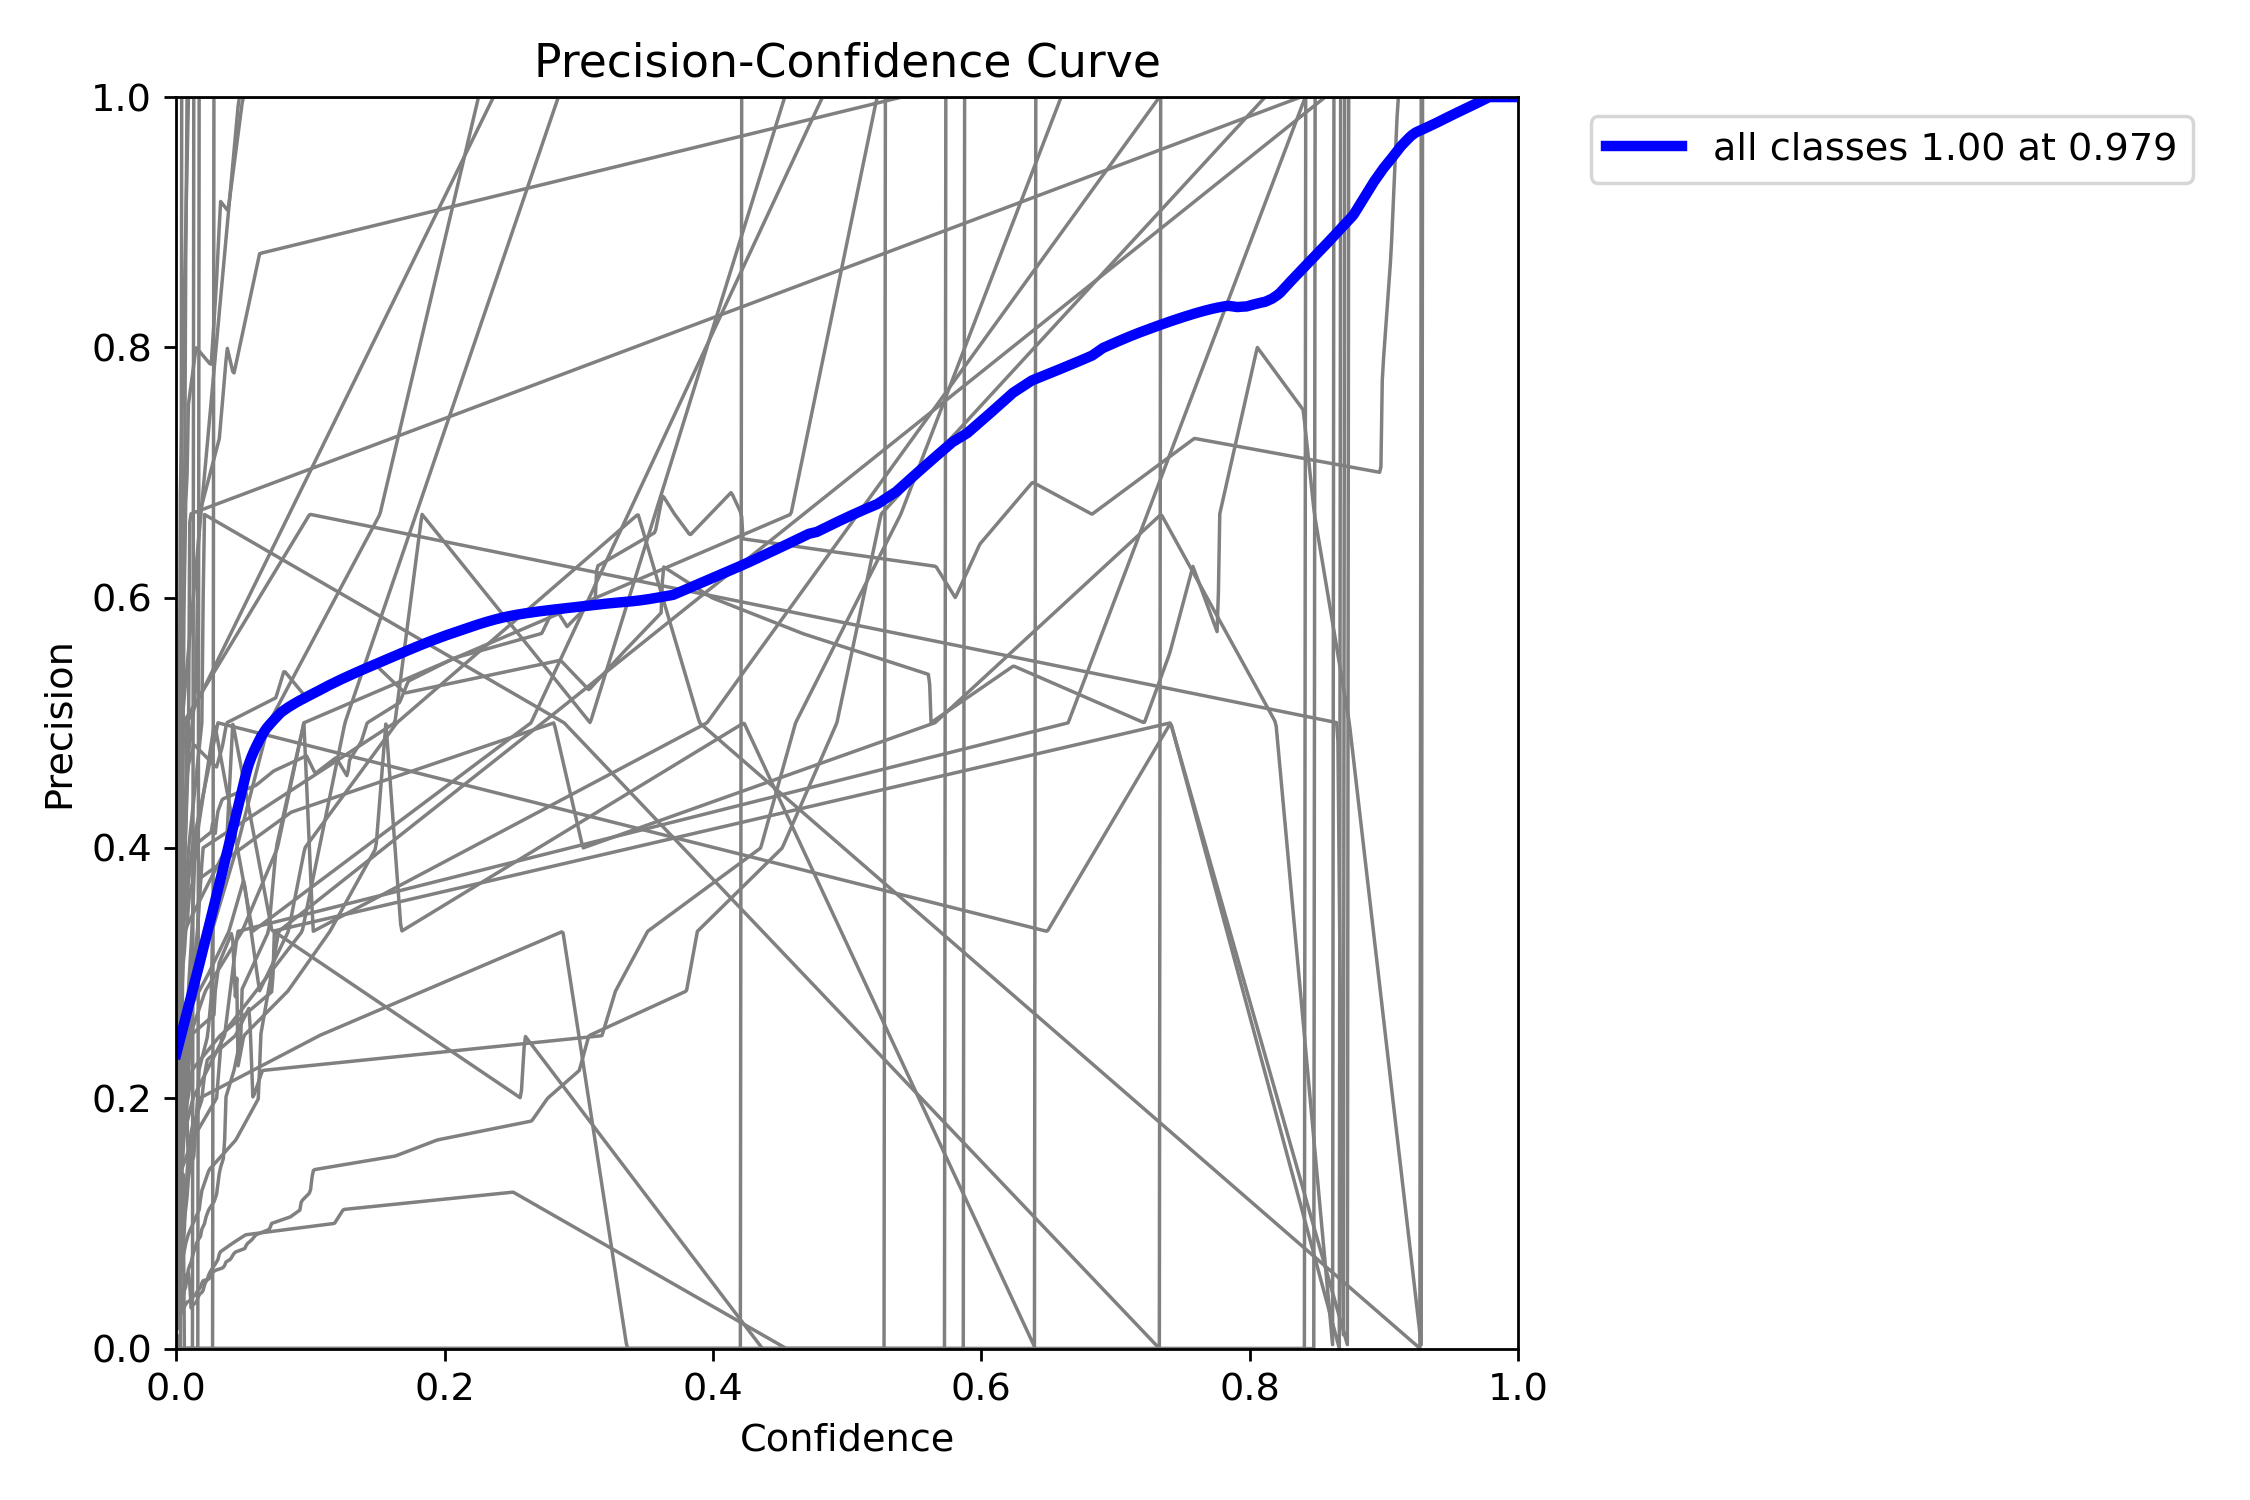 Precision-Confidence Curve
all classes 1.00 at 0.979
Precision
1.0
0.8
0.6
0.4
0.2
0.0
0.0 0.2 0.4 0.6 0.8 1.0
Confidence